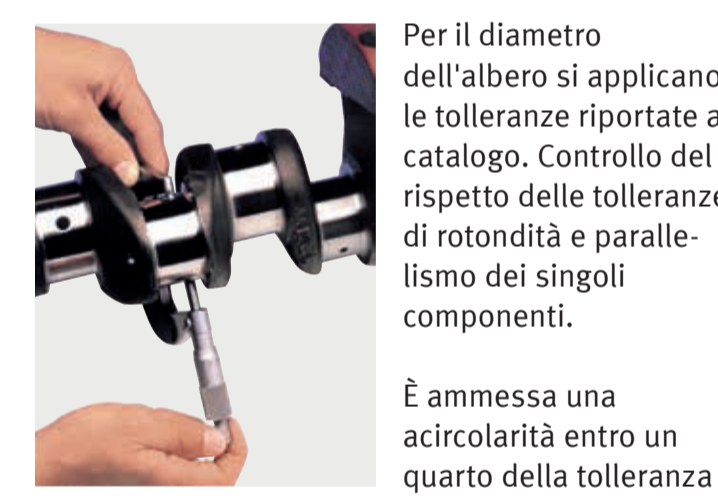 Per il diametro
dell'albero si applicano
le tolleranze riportate a
catalogo. Controllo del
rispetto delle tolleranze
di rotondità e paralle-
lismo dei singoli
componenti.
È ammessa una
acircolarità entro un
quarto della tolleranza